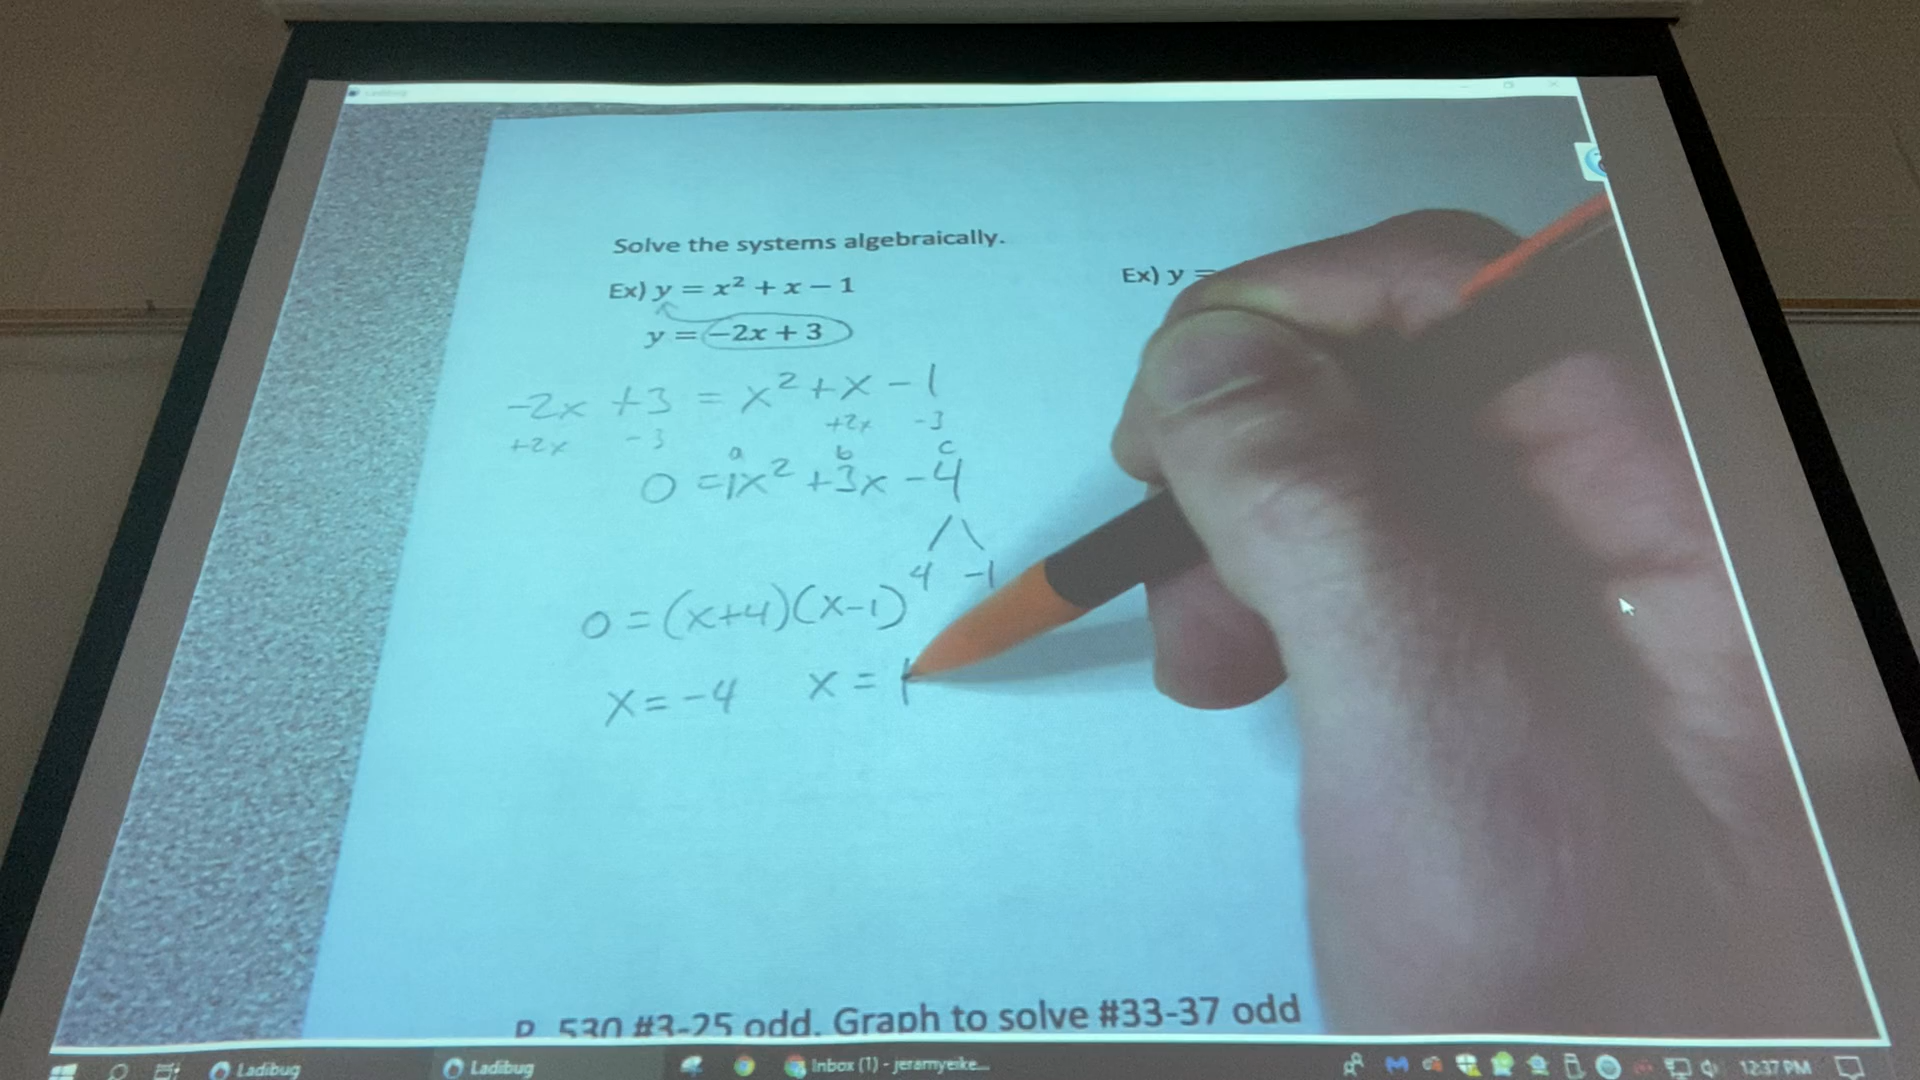 Ladibug
Solve the systems algebraically.
Ex) y = x² + x − 1
y = −2x + 3
-2x +3 = x² + x - 1
+2x -3 +2x -3
a b c
0 = 1x² + 3x - 4
4 -1
0 = (x+4)(x-1)
x = -4 x = 1
Ex) y =
P. 530 #3-25 odd. Graph to solve #33-37 odd
Ladibug
Ladibug
Inbox (1) - jeramyeike...
12:37 PM